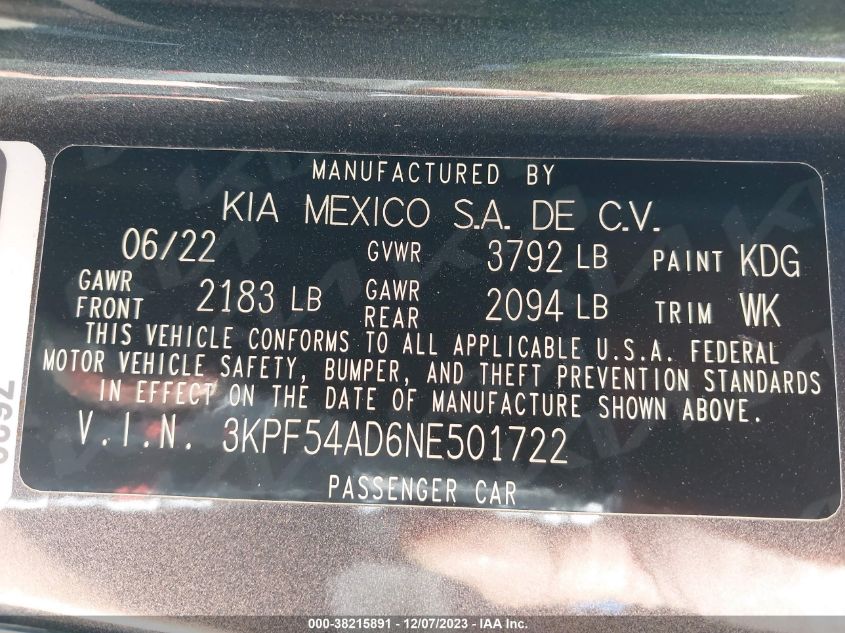 MANUFACTURED BY
KIA MEXICO S.A. DE C.V.
06/22 GVWR 3792 LB PAINT KDG
GAWR FRONT 2183 LB GAWR REAR 2094 LB TRIM WK
THIS VEHICLE CONFORMS TO ALL APPLICABLE U.S.A. FEDERAL
MOTOR VEHICLE SAFETY, BUMPER, AND THEFT PREVENTION STANDARDS
IN EFFECT ON THE DATE OF MANUFACTURE SHOWN ABOVE.
V.I.N. 3KPF54AD6NE501722
PASSENGER CAR
000-38215891 - 12/07/2023 - IAA Inc.